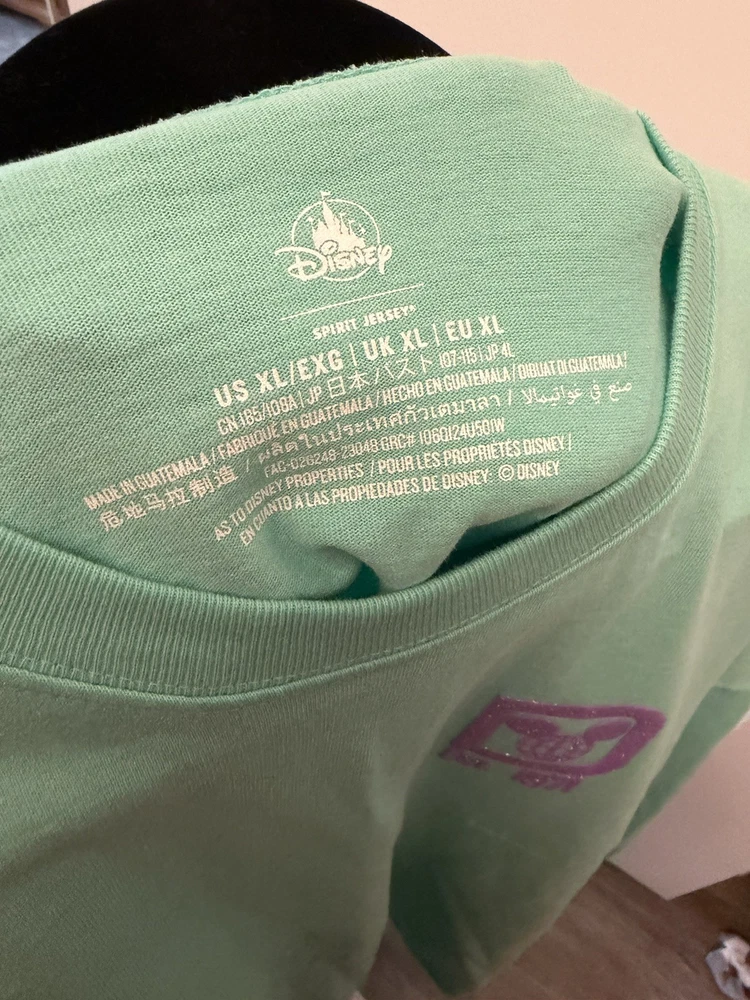 Disney
SPIRIT JERSEY®
US XL/EXG | UK XL | EU XL
CN 185/108A | JP 日本 バスト 107-115 | JP 4L
MADE IN GUATEMALA / FABRIQUÉ EN GUATEMALA / HECHO EN GUATEMALA / DIBUAT DI GUATEMALA /
危地马拉制造 / ผลิตในประเทศกัวเตมาลา / صنع في غواتيمالا
FAC-026248-23048 GRC# 1060124U501W
AS TO DISNEY PROPERTIES / POUR LES PROPRIÉTÉS DISNEY /
EN CUANTO A LAS PROPIEDADES DE DISNEY © DISNEY